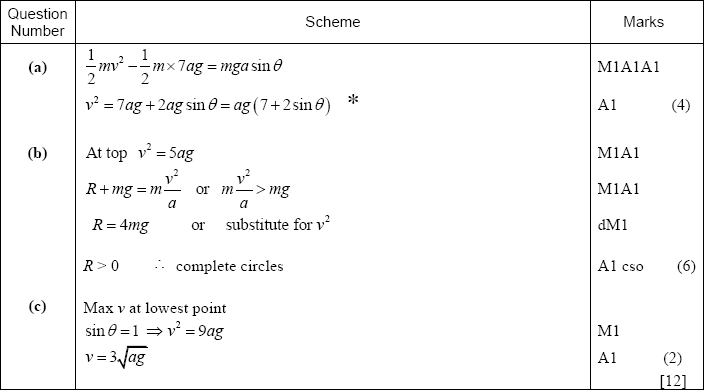 Question Number Scheme Marks
(a) $\frac{1}{2}mv^2 - \frac{1}{2}m \times 7ag = mga\sin\theta$ M1A1A1
$v^2 = 7ag + 2ag\sin\theta = ag(7 + 2\sin\theta)$ * A1 (4)
(b) At top $v^2 = 5ag$ M1A1
$R + mg = m\frac{v^2}{a}$ or $m\frac{v^2}{a} > mg$ M1A1
$R = 4mg$ or substitute for $v^2$ dM1
$R > 0$ ∴ complete circles A1 cso (6)
(c) Max $v$ at lowest point
$\sin\theta = 1 \Rightarrow v^2 = 9ag$ M1
$v = 3\sqrt{ag}$ A1 (2)
[12]